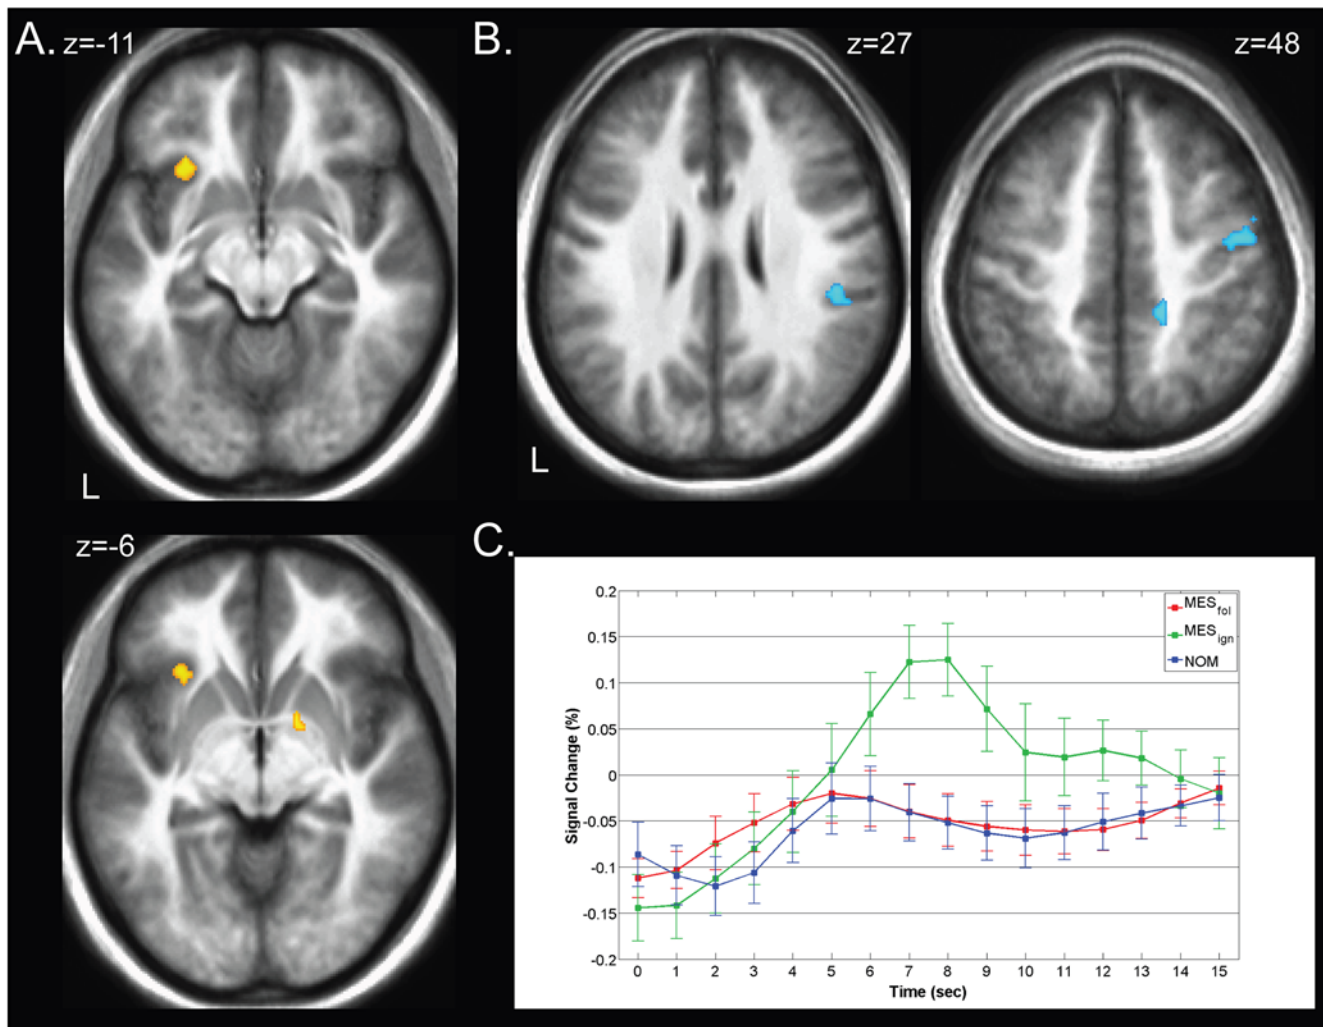 A.
z=-11
B.
z=27
z=48
L
L
z=-6
C.
0.2
0.15
0.1
0.05
0
-0.05
-0.1
-0.15
-0.2
Signal Change (%)
MESfol
MESign
NOM
0 1 2 3 4 5 6 7 8 9 10 11 12 13 14 15
Time (sec)